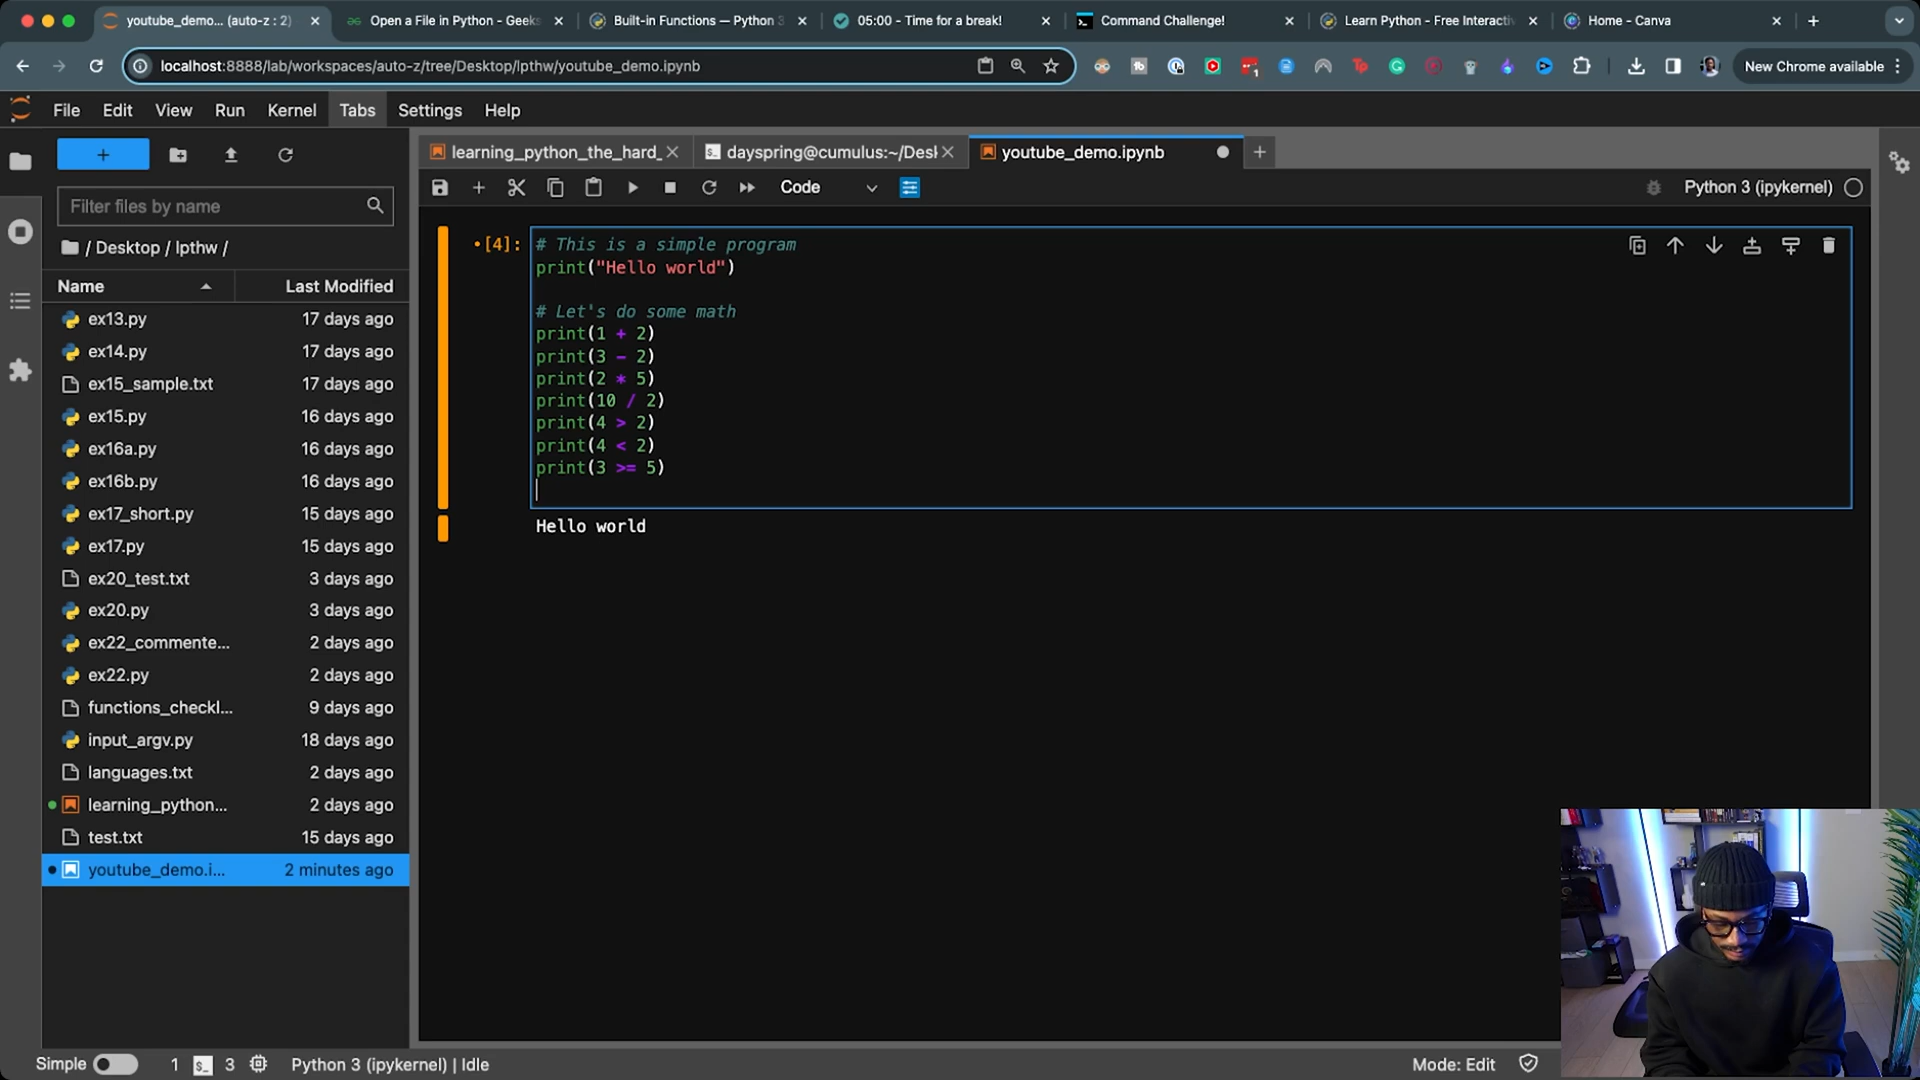 youtube_demo... (auto-z : 2)
Open a File in Python - Geeks
Built-in Functions — Python 3
05:00 - Time for a break!
Command Challenge!
Learn Python - Free Interacti
Home - Canva
localhost:8888/lab/workspaces/auto-z/tree/Desktop/lpthw/youtube_demo.ipynb
New Chrome available
File Edit View Run Kernel Tabs Settings Help
learning_python_the_hard_
dayspring@cumulus:~/Desk
youtube_demo.ipynb
Code
Python 3 (ipykernel)
Filter files by name
/ Desktop / lpthw /
Name Last Modified
ex13.py 17 days ago
ex14.py 17 days ago
ex15_sample.txt 17 days ago
ex15.py 16 days ago
ex16a.py 16 days ago
ex16b.py 16 days ago
ex17_short.py 15 days ago
ex17.py 15 days ago
ex20_test.txt 3 days ago
ex20.py 3 days ago
ex22_commente... 2 days ago
ex22.py 2 days ago
functions_checkl... 9 days ago
input_argv.py 18 days ago
languages.txt 2 days ago
learning_python... 2 days ago
test.txt 15 days ago
youtube_demo.i... 2 minutes ago
[4]:
# This is a simple program
print("Hello world")
# Let's do some math
print(1 + 2)
print(3 - 2)
print(2 * 5)
print(10 / 2)
print(4 > 2)
print(4 < 2)
print(3 >= 5)
Hello world
Simple 1 $_ 3 Python 3 (ipykernel) | Idle
Mode: Edit